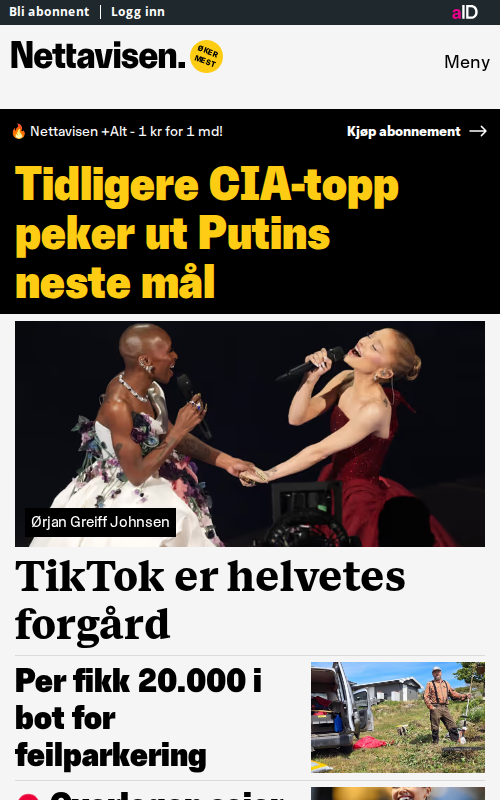 Bli abonnent | Logg inn
aID
Nettavisen.
ØKER
MEST
Meny
🔥 Nettavisen +Alt - 1 kr for 1 md!
Kjøp abonnement →
Tidligere CIA-topp
peker ut Putins
neste mål
Ørjan Greiff Johnsen
TikTok er helvetes
forgård
Per fikk 20.000 i
bot for
feilparkering